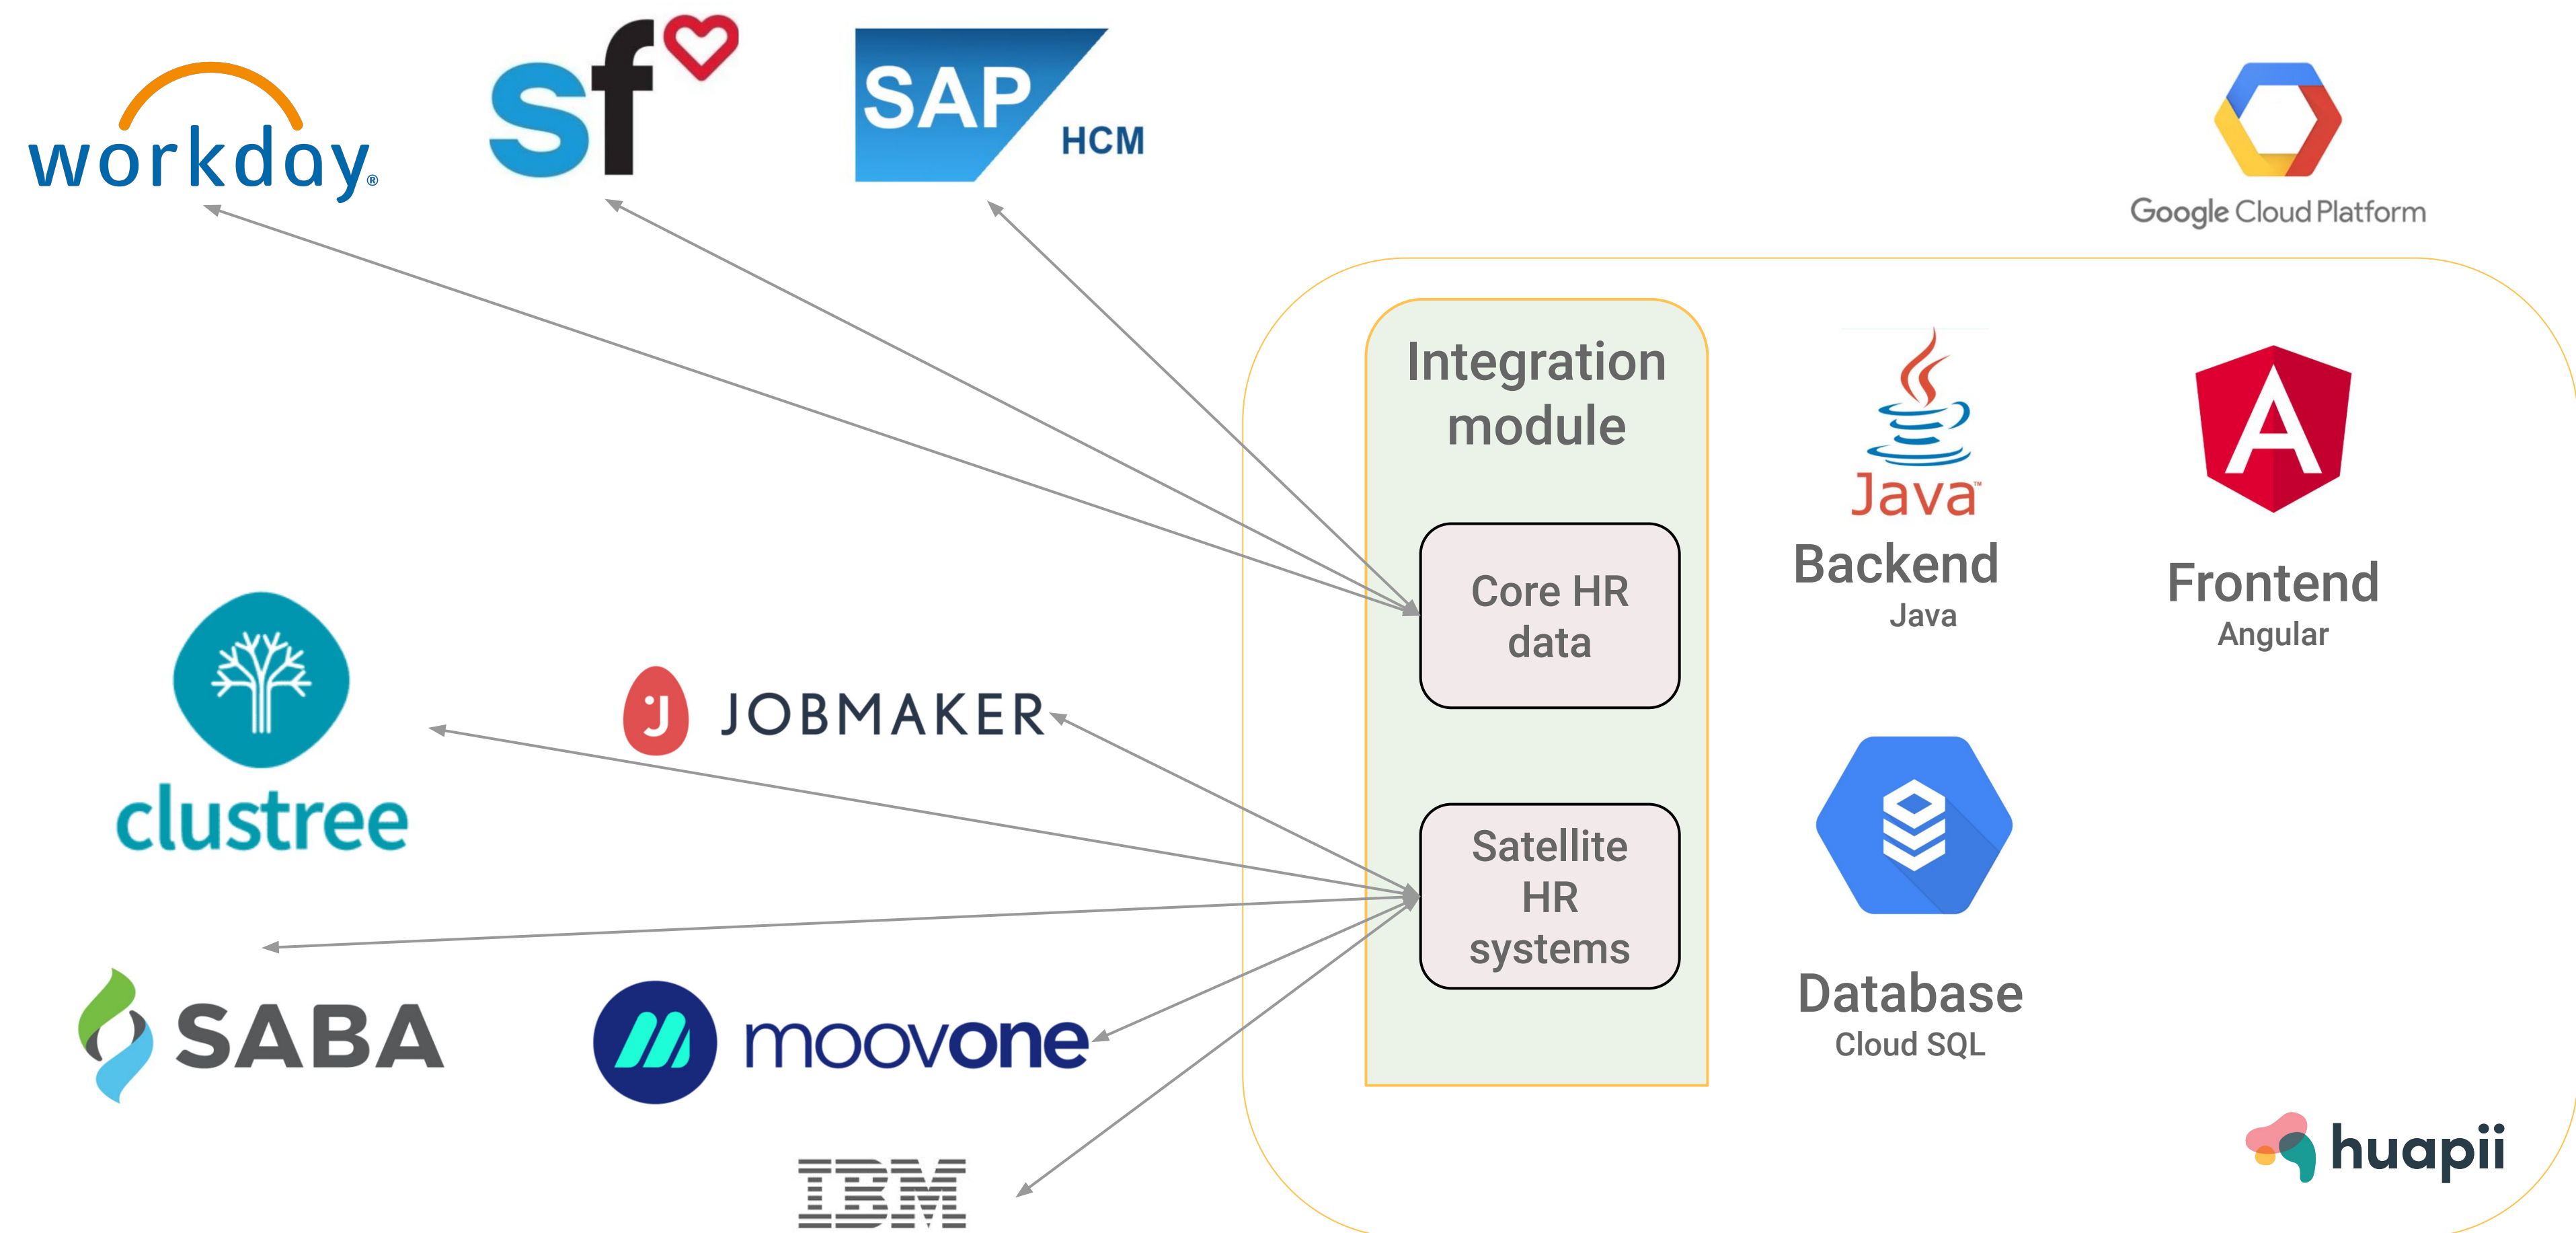 workday®
sf
SAP
HCM
Google Cloud Platform
Integration
module
Java™
Backend
Java
A
Frontend
Angular
Core HR
data
clustree
J JOBMAKER
Satellite
HR
systems
Database
Cloud SQL
SABA
moovone
IBM
huapii